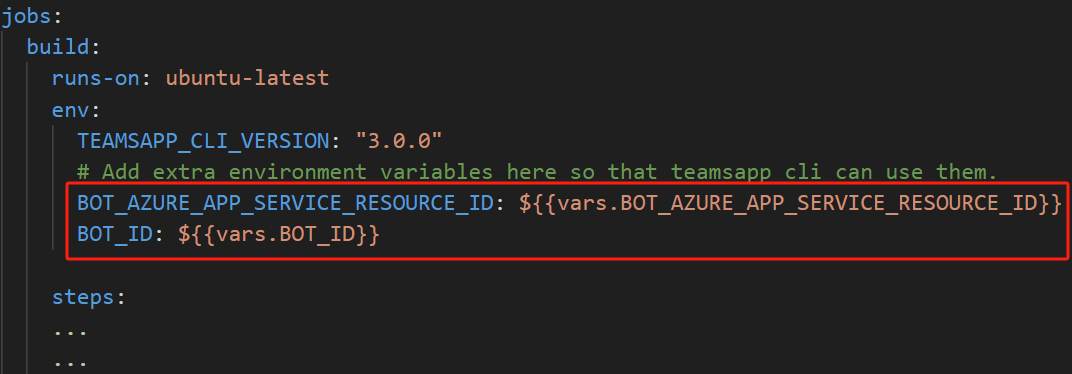 jobs:
build:
runs-on: ubuntu-latest
env:
TEAMSAPP_CLI_VERSION: "3.0.0"
# Add extra environment variables here so that teamsapp cli can use them.
BOT_AZURE_APP_SERVICE_RESOURCE_ID: ${{vars.BOT_AZURE_APP_SERVICE_RESOURCE_ID}}
BOT_ID: ${{vars.BOT_ID}}
steps:
...
...